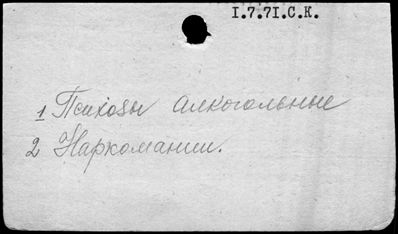 I.7.7I.С.К.
1 Психозы алкогольные
2 Наркомании.